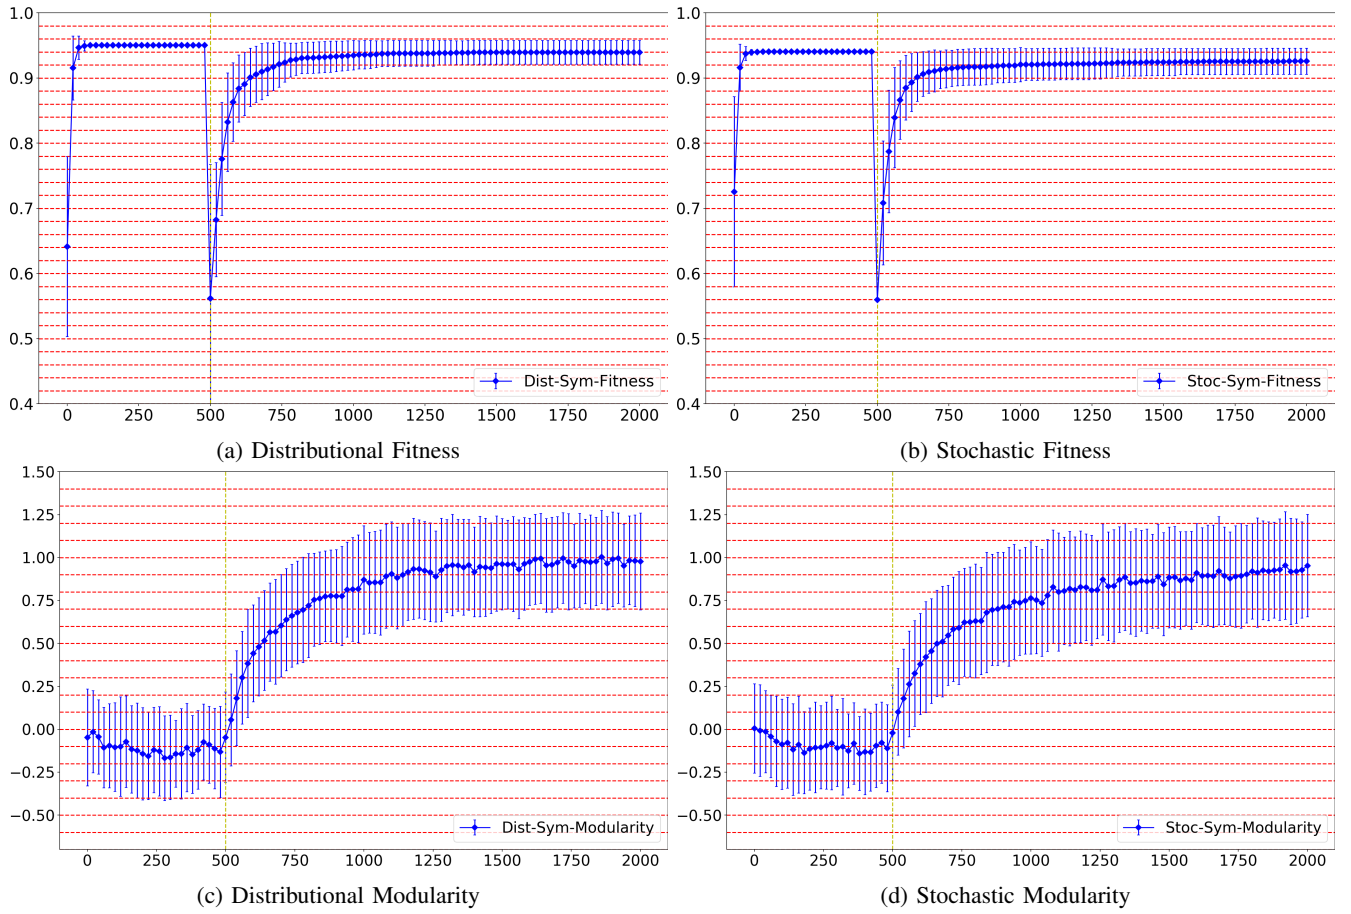 1.0
0.9
0.8
0.7
0.6
0.5
0.4
0 250 500 750 1000 1250 1500 1750 2000
Dist-Sym-Fitness
(a) Distributional Fitness
1.0
0.9
0.8
0.7
0.6
0.5
0.4
0 250 500 750 1000 1250 1500 1750 2000
Stoc-Sym-Fitness
(b) Stochastic Fitness
1.50
1.25
1.00
0.75
0.50
0.25
0.00
−0.25
−0.50
0 250 500 750 1000 1250 1500 1750 2000
Dist-Sym-Modularity
(c) Distributional Modularity
1.50
1.25
1.00
0.75
0.50
0.25
0.00
−0.25
−0.50
0 250 500 750 1000 1250 1500 1750 2000
Stoc-Sym-Modularity
(d) Stochastic Modularity